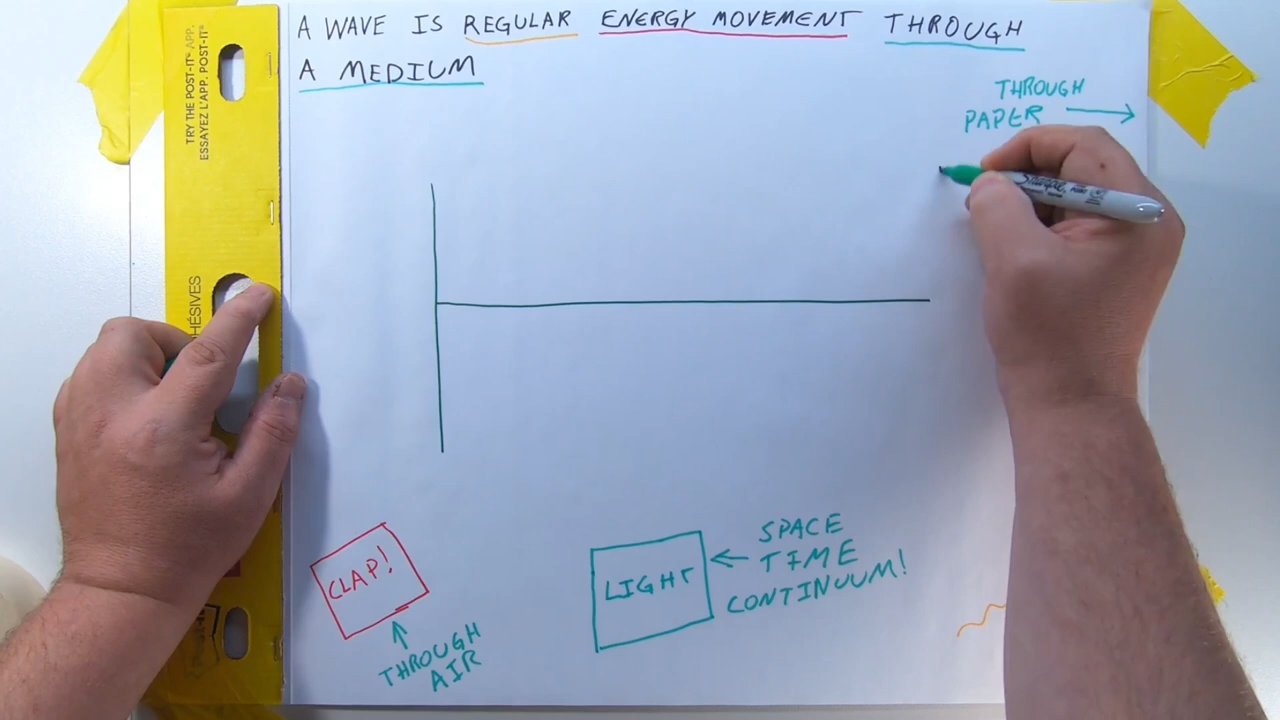 A WAVE IS REGULAR ENERGY MOVEMENT THROUGH
A MEDIUM
THROUGH
PAPER
TRY THE POST-IT® APP.
ESSAYEZ L'APP. POST-IT®
Sharpie
CLAP!
THROUGH
AIR
LIGHT
SPACE
TIME
CONTINUUM!